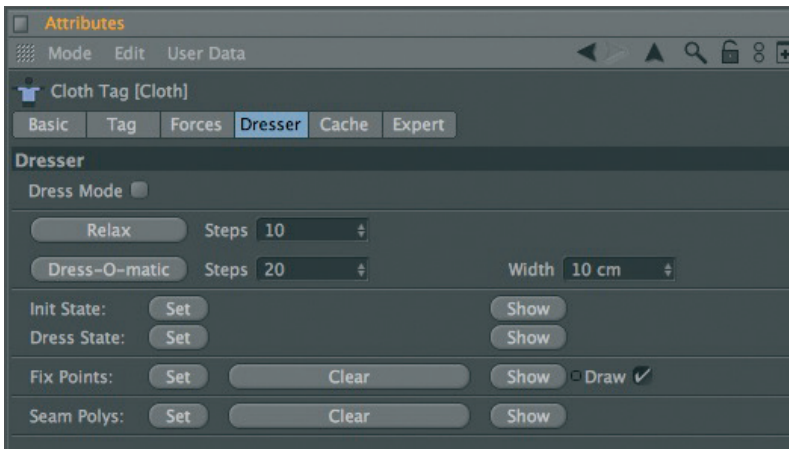 Attributes
Mode Edit User Data
Cloth Tag [Cloth]
Basic Tag Forces Dresser Cache Expert
Dresser
Dress Mode
Relax Steps 10
Dress-O-matic Steps 20 Width 10 cm
Init State: Set Show
Dress State: Set Show
Fix Points: Set Clear Show Draw
Seam Polys: Set Clear Show